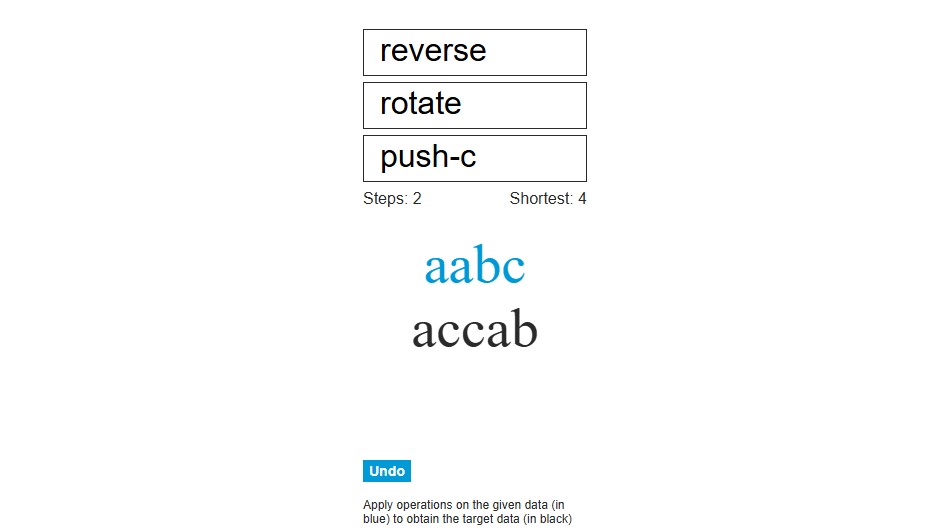 reverse
rotate
push-c
Steps: 2 Shortest: 4
aabc
accab
Undo
Apply operations on the given data (in
blue) to obtain the target data (in black)